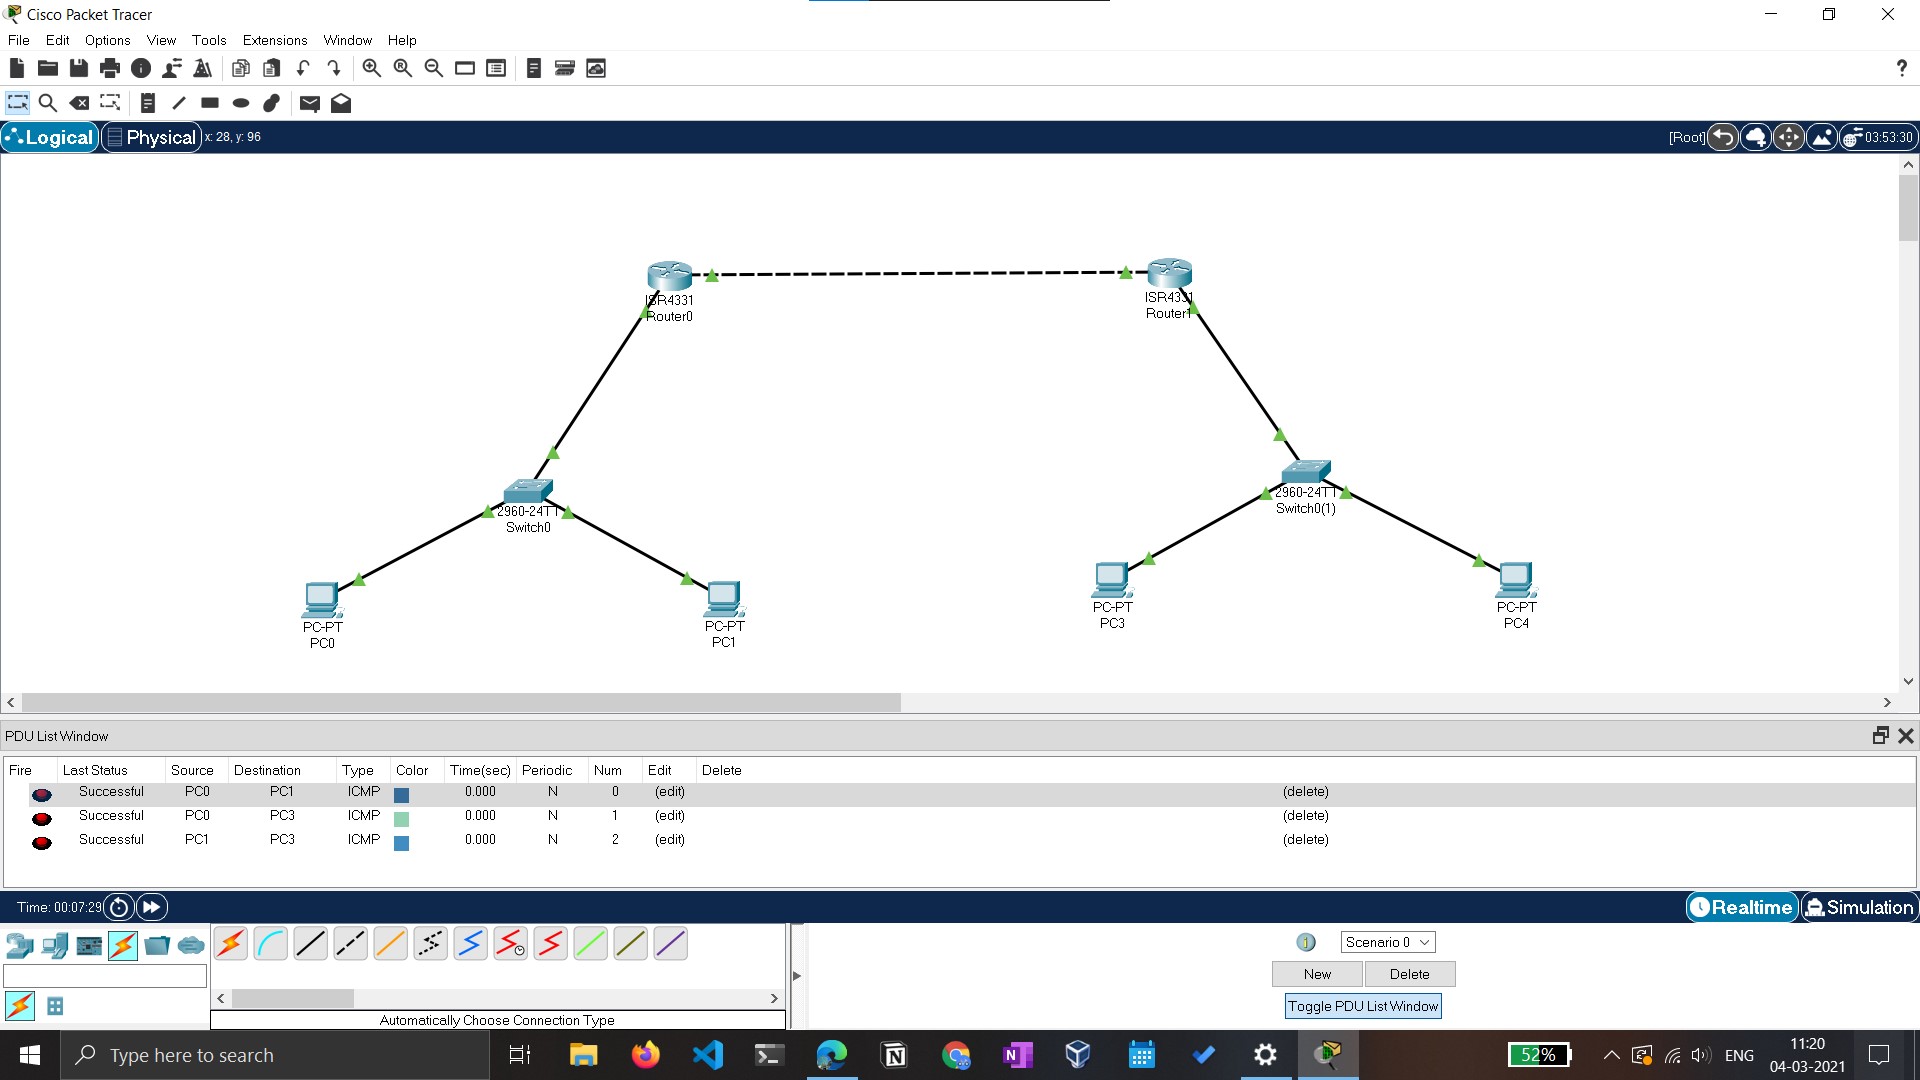 Cisco Packet Tracer
File Edit Options View Tools Extensions Window Help
?
Logical Physical x: 28, y: 96 [Root] 03:53:30
ISR4331
Router0
ISR4331
Router1
2960-24TT
Switch0
2960-24TT
Switch0(1)
PC-PT
PC0
PC-PT
PC1
PC-PT
PC3
PC-PT
PC4
PDU List Window
Fire Last Status Source Destination Type Color Time(sec) Periodic Num Edit Delete
Successful PC0 PC1 ICMP 0.000 N 0 (edit) (delete)
Successful PC0 PC3 ICMP 0.000 N 1 (edit) (delete)
Successful PC1 PC3 ICMP 0.000 N 2 (edit) (delete)
Time: 00:07:29 Realtime Simulation
Scenario 0
New Delete
Toggle PDU List Window
Automatically Choose Connection Type
Type here to search
52% ENG 11:20
04-03-2021